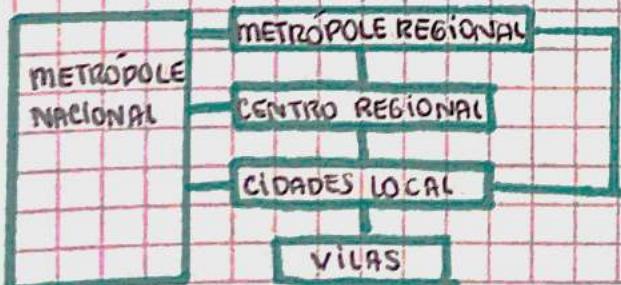 METRÓPOLE REGIONAL
METRÓPOLE
NACIONAL
CENTRO REGIONAL
CIDADES LOCAL
VILAS